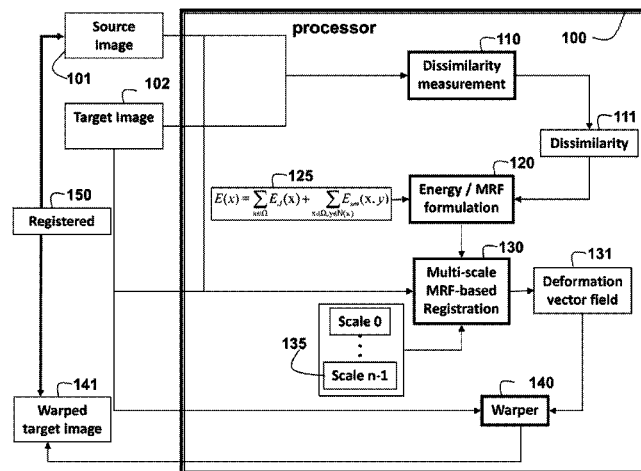 Source image
101
processor
100
102
Target image
110
Dissimilarity measurement
111
Dissimilarity
150
Registered
125
E(x) = ∑ E_d(x) + ∑ (x, y)
120
Energy / MRF formulation
130
Multi-scale MRF-based Registration
131
Deformation vector field
135
Scale 0
Scale n-1
141
Warped target image
140
Warper